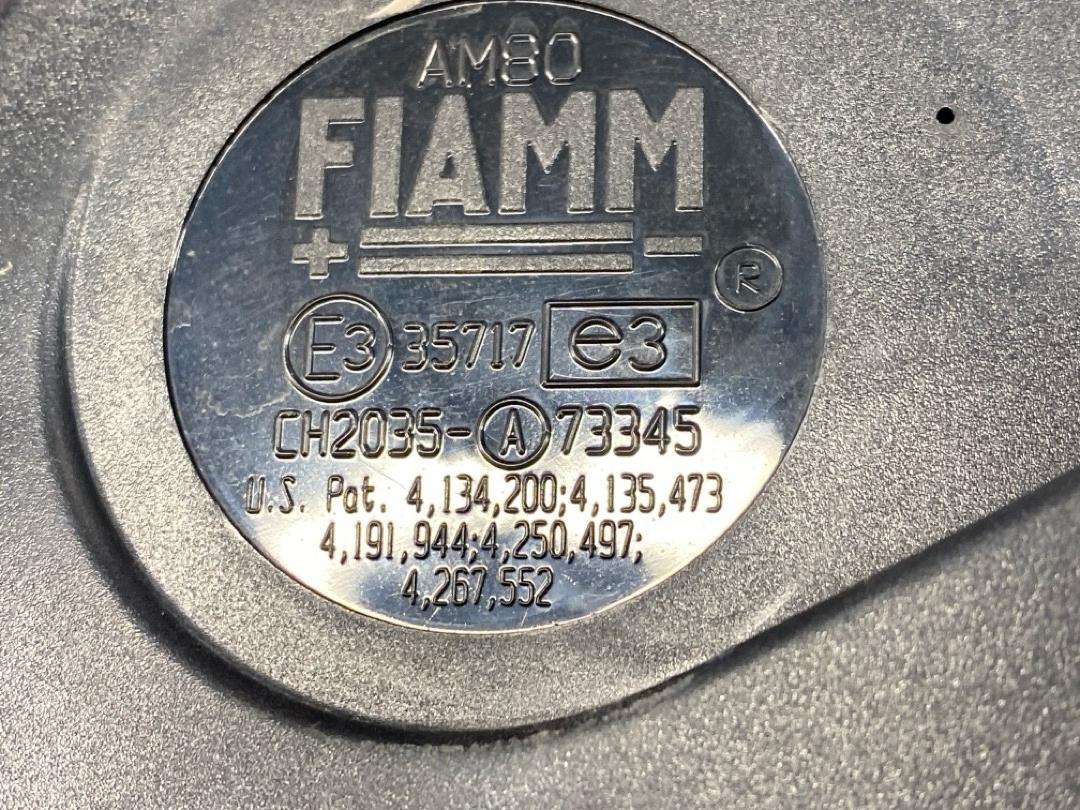 AM80
FIAMM
+ -
®
E3 35717 e3
CH2035-A 73345
U.S. Pat. 4,134,200;4,135,473
4,191,944;4,250,497;
4,267,552